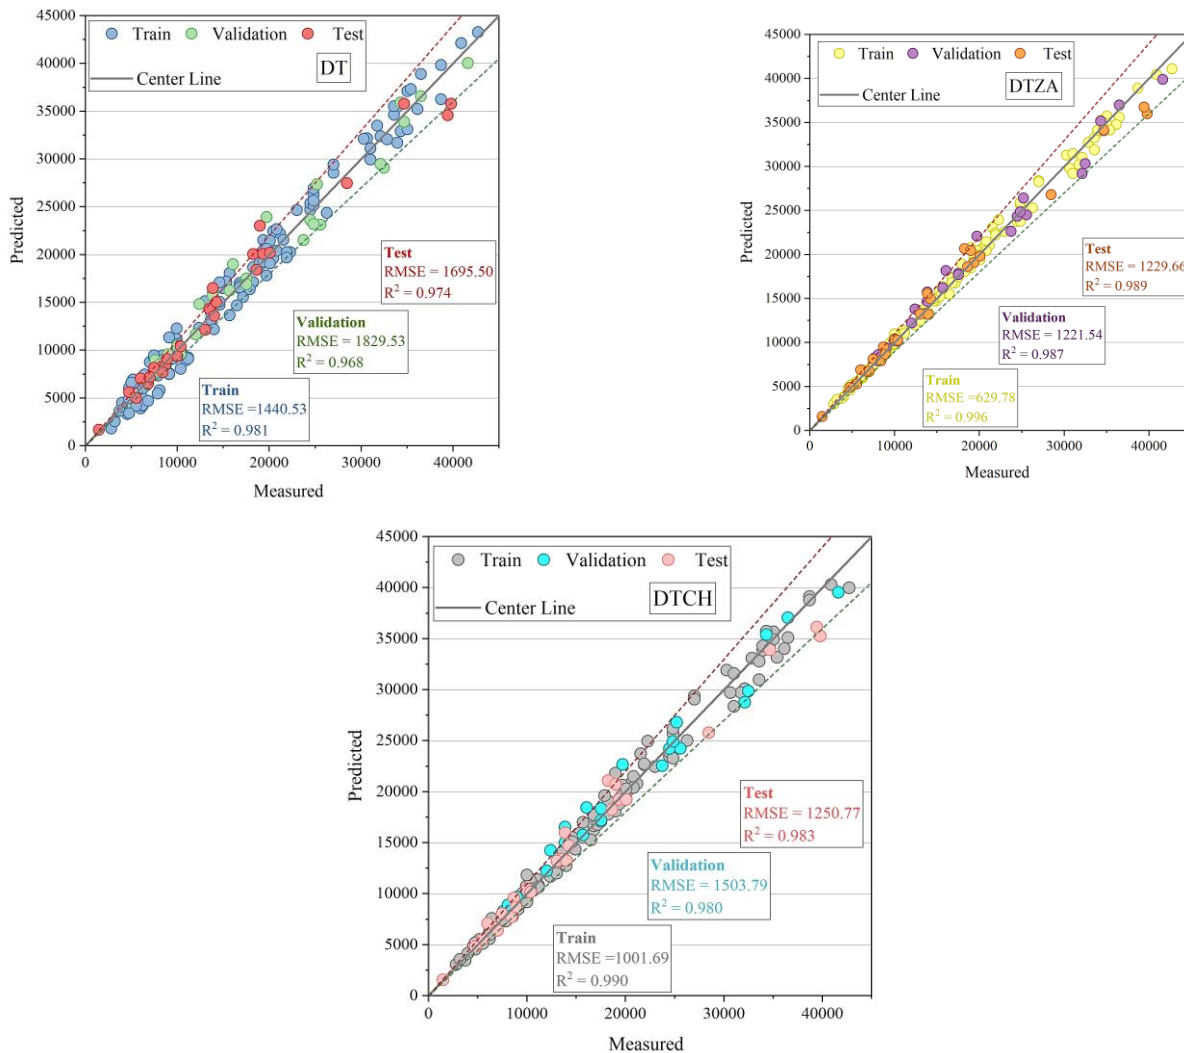 45000
40000
35000
30000
25000
20000
15000
10000
5000
0
Predicted
Train Validation Test
Center Line
DT
Test
RMSE = 1695.50
R² = 0.974
Validation
RMSE = 1829.53
R² = 0.968
Train
RMSE =1440.53
R² = 0.981
0 10000 20000 30000 40000
Measured
45000
40000
35000
30000
25000
20000
15000
10000
5000
0
Predicted
Train Validation Test
Center Line
DTZA
Test
RMSE = 1229.66
R² = 0.989
Validation
RMSE = 1221.54
R² = 0.987
Train
RMSE =629.78
R² = 0.996
0 10000 20000 30000 40000
Measured
45000
40000
35000
30000
25000
20000
15000
10000
5000
0
Predicted
Train Validation Test
Center Line
DTCH
Test
RMSE = 1250.77
R² = 0.983
Validation
RMSE = 1503.79
R² = 0.980
Train
RMSE =1001.69
R² = 0.990
0 10000 20000 30000 40000
Measured